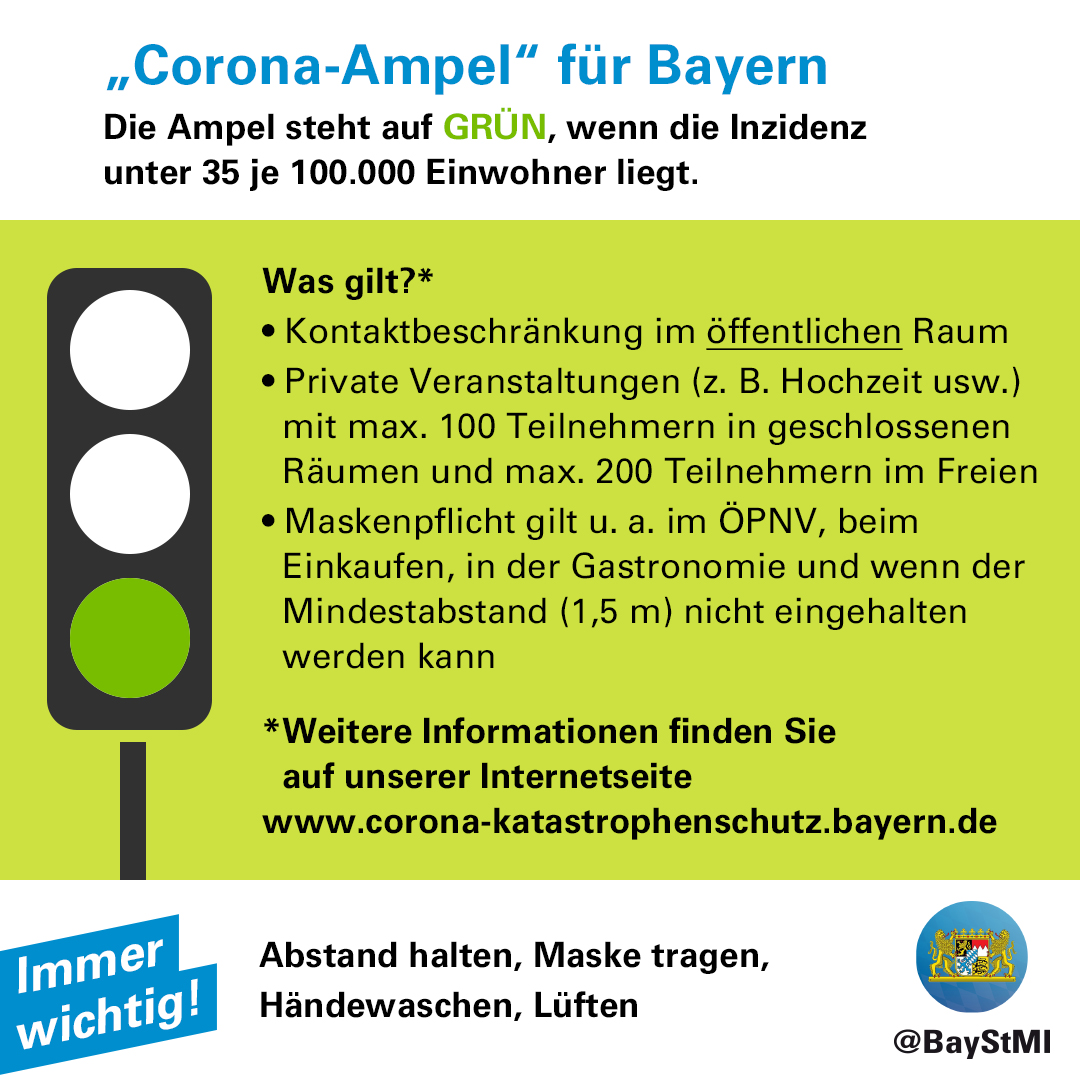 „Corona-Ampel“ für Bayern
Die Ampel steht auf GRÜN, wenn die Inzidenz
unter 35 je 100.000 Einwohner liegt.
Was gilt?*
• Kontaktbeschränkung im öffentlichen Raum
• Private Veranstaltungen (z. B. Hochzeit usw.)
mit max. 100 Teilnehmern in geschlossenen
Räumen und max. 200 Teilnehmern im Freien
• Maskenpflicht gilt u. a. im ÖPNV, beim
Einkaufen, in der Gastronomie und wenn der
Mindestabstand (1,5 m) nicht eingehalten
werden kann
*Weitere Informationen finden Sie
auf unserer Internetseite
www.corona-katastrophenschutz.bayern.de
Immer
wichtig!
Abstand halten, Maske tragen,
Händewaschen, Lüften
@BayStMI